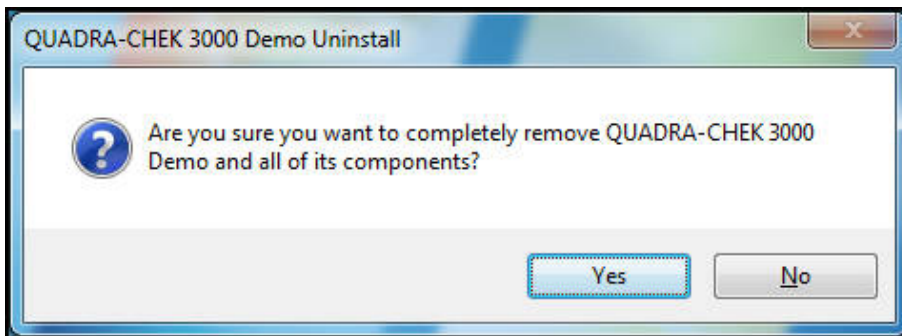 QUADRA-CHEK 3000 Demo Uninstall
Are you sure you want to completely remove QUADRA-CHEK 3000
Demo and all of its components?
Yes
No